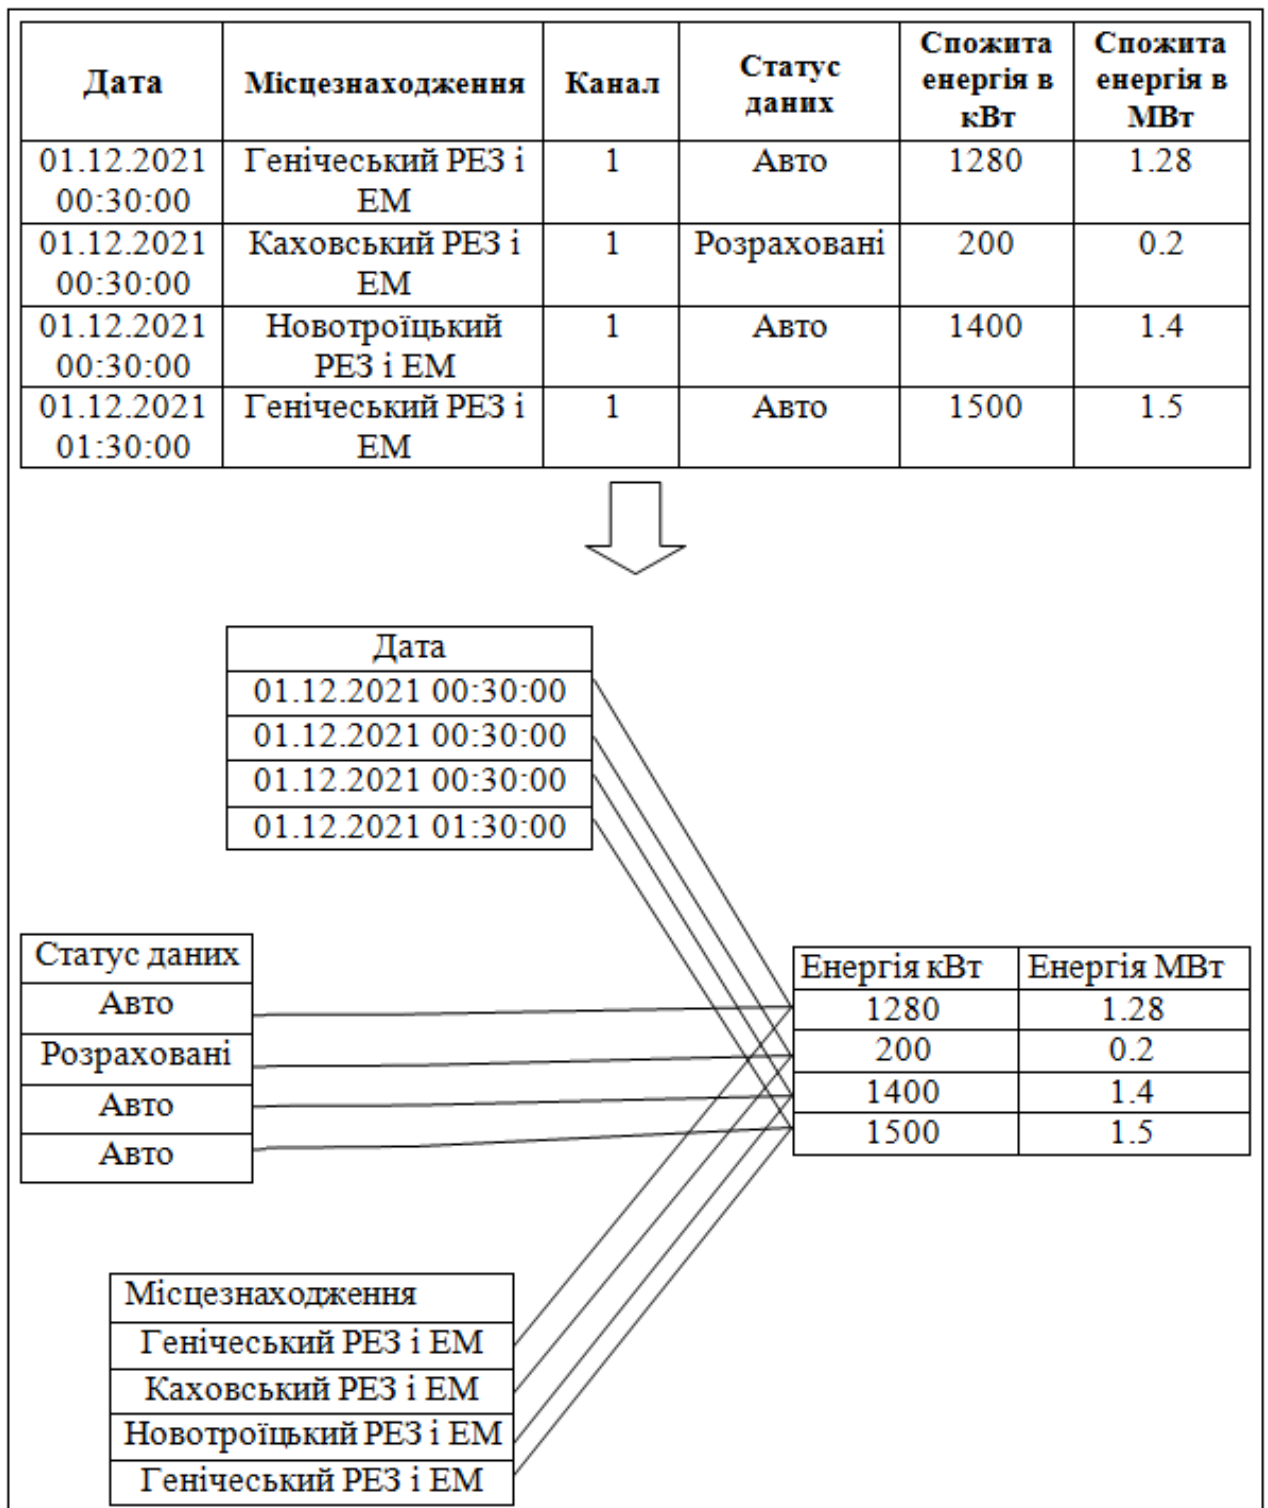 Дата Місцезнаходження Канал Статус даних Спожита енергія в кВт Спожита енергія в МВт
01.12.2021 00:30:00 Генічеський РЕЗ і ЕМ 1 Авто 1280 1.28
01.12.2021 00:30:00 Каховський РЕЗ і ЕМ 1 Розраховані 200 0.2
01.12.2021 00:30:00 Новотроїцький РЕЗ і ЕМ 1 Авто 1400 1.4
01.12.2021 01:30:00 Генічеський РЕЗ і ЕМ 1 Авто 1500 1.5
Дата
01.12.2021 00:30:00
01.12.2021 00:30:00
01.12.2021 00:30:00
01.12.2021 01:30:00
Статус даних
Авто
Розраховані
Авто
Авто
Енергія кВт Енергія МВт
1280 1.28
200 0.2
1400 1.4
1500 1.5
Місцезнаходження
Генічеський РЕЗ і ЕМ
Каховський РЕЗ і ЕМ
Новотроїцький РЕЗ і ЕМ
Генічеський РЕЗ і ЕМ